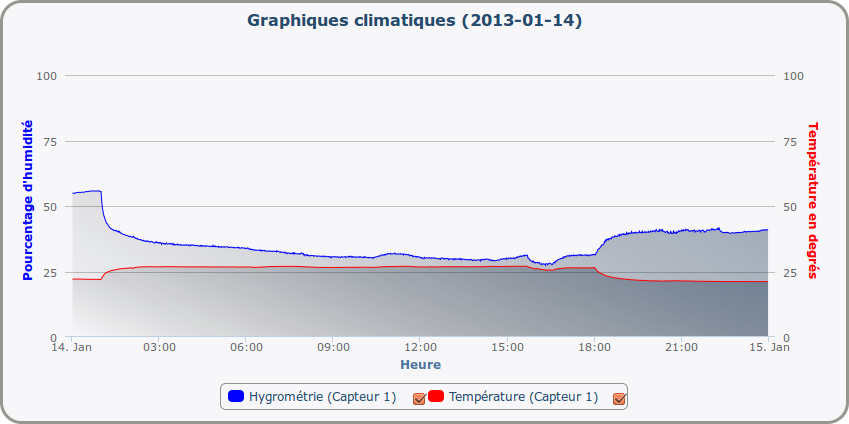 Graphiques climatiques (2013-01-14)
100 100
75 75
50 50
25 25
0 0
Pourcentage d'humidité
Température en degrés
14. Jan 03:00 06:00 09:00 12:00 15:00 18:00 21:00 15. Jan
Heure
Hygrométrie (Capteur 1) Température (Capteur 1)